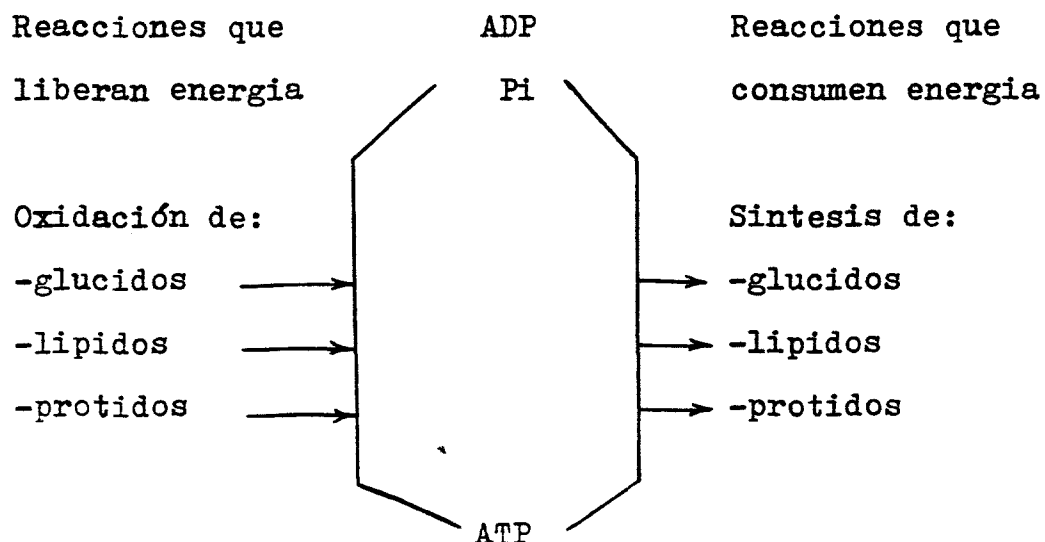 Reacciones que ADP Reacciones que
liberan energia Pi consumen energia
Oxidación de: Sintesis de:
-glucidos -glucidos
-lipidos -lipidos
-protidos -protidos
ATP